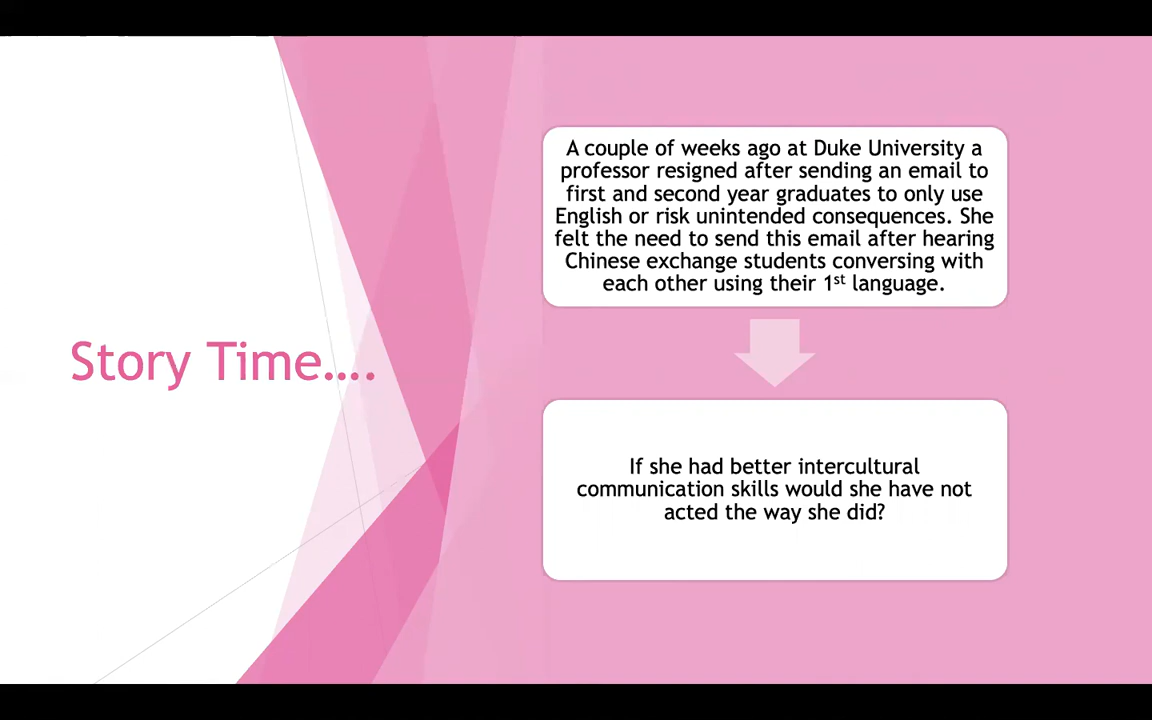 Story Time....
A couple of weeks ago at Duke University a
professor resigned after sending an email to
first and second year graduates to only use
English or risk unintended consequences. She
felt the need to send this email after hearing
Chinese exchange students conversing with
each other using their 1st language.
If she had better intercultural
communication skills would she have not
acted the way she did?